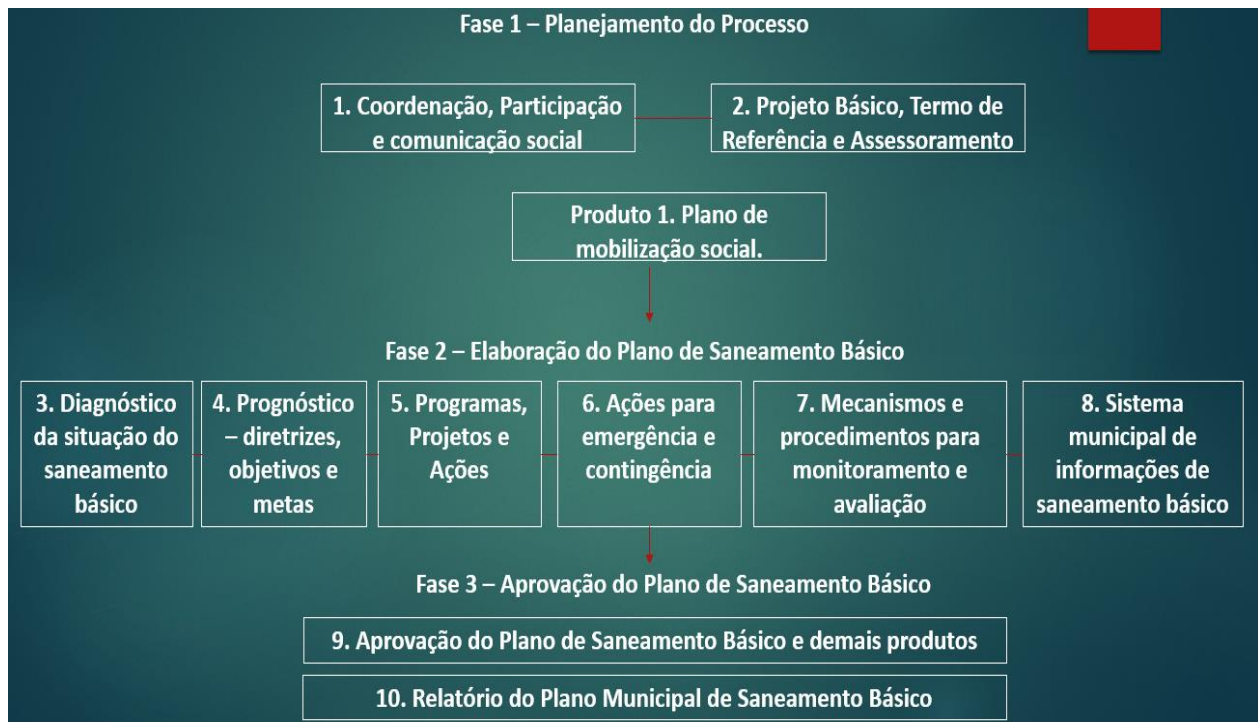 Fase 1 – Planejamento do Processo
1. Coordenação, Participação
e comunicação social
2. Projeto Básico, Termo de
Referência e Assessoramento
Produto 1. Plano de
mobilização social.
Fase 2 – Elaboração do Plano de Saneamento Básico
3. Diagnóstico
da situação do
saneamento
básico
4. Prognóstico
– diretrizes,
objetivos e
metas
5. Programas,
Projetos e
Ações
6. Ações para
emergência e
contingência
7. Mecanismos e
procedimentos para
monitoramento e
avaliação
8. Sistema
municipal de
informações de
saneamento básico
Fase 3 – Aprovação do Plano de Saneamento Básico
9. Aprovação do Plano de Saneamento Básico e demais produtos
10. Relatório do Plano Municipal de Saneamento Básico